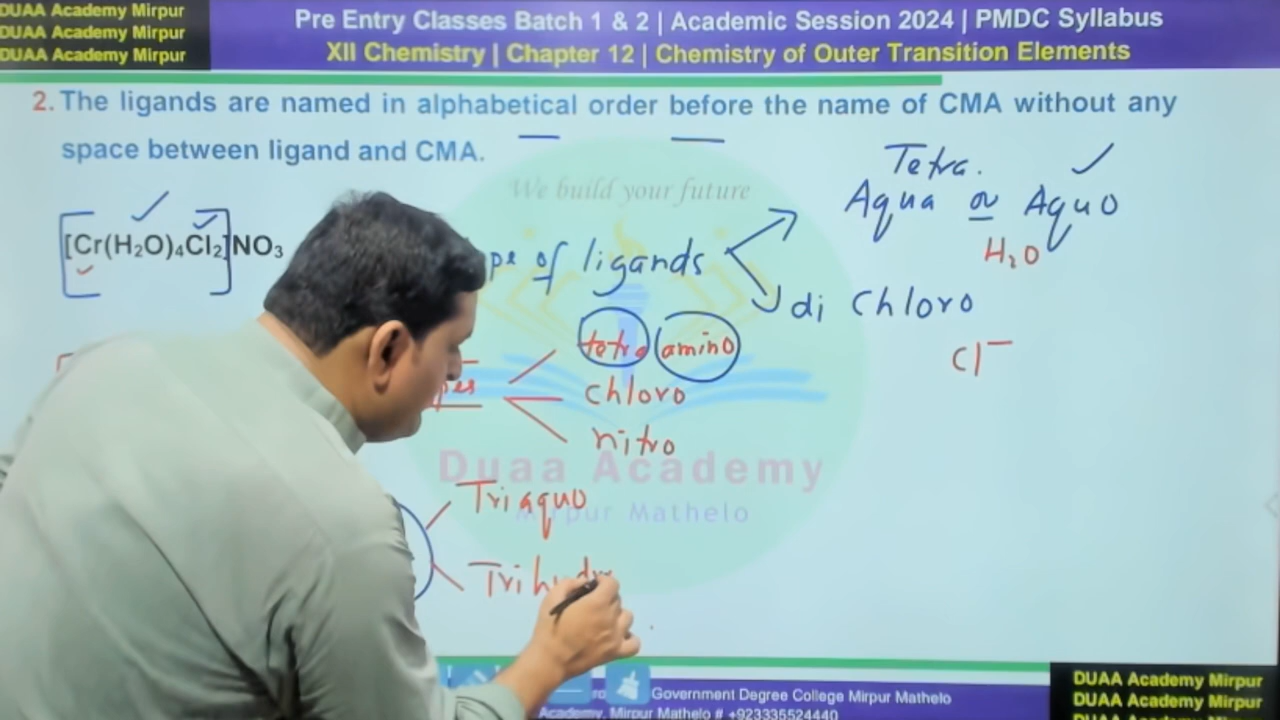 DUAA Academy Mirpur
DUAA Academy Mirpur
DUAA Academy Mirpur
Pre Entry Classes Batch 1 & 2 | Academic Session 2024 | PMDC Syllabus
XII Chemistry | Chapter 12 | Chemistry of Outer Transition Elements
2. The ligands are named in alphabetical order before the name of CMA without any
space between ligand and CMA.
We build your future
Tetra.
Aqua or Aquo
H₂O
[Cr(H₂O)₄Cl₂]NO₃
of ligands
di Chloro
Cl⁻
tetra amino
chloro
nitro
Duaa Academy
Mirpur Mathelo
Triaquo
Government Degree College Mirpur Mathelo
Academy, Mirpur Mathelo # +923335524440
DUAA Academy Mirpur
DUAA Academy Mirpur